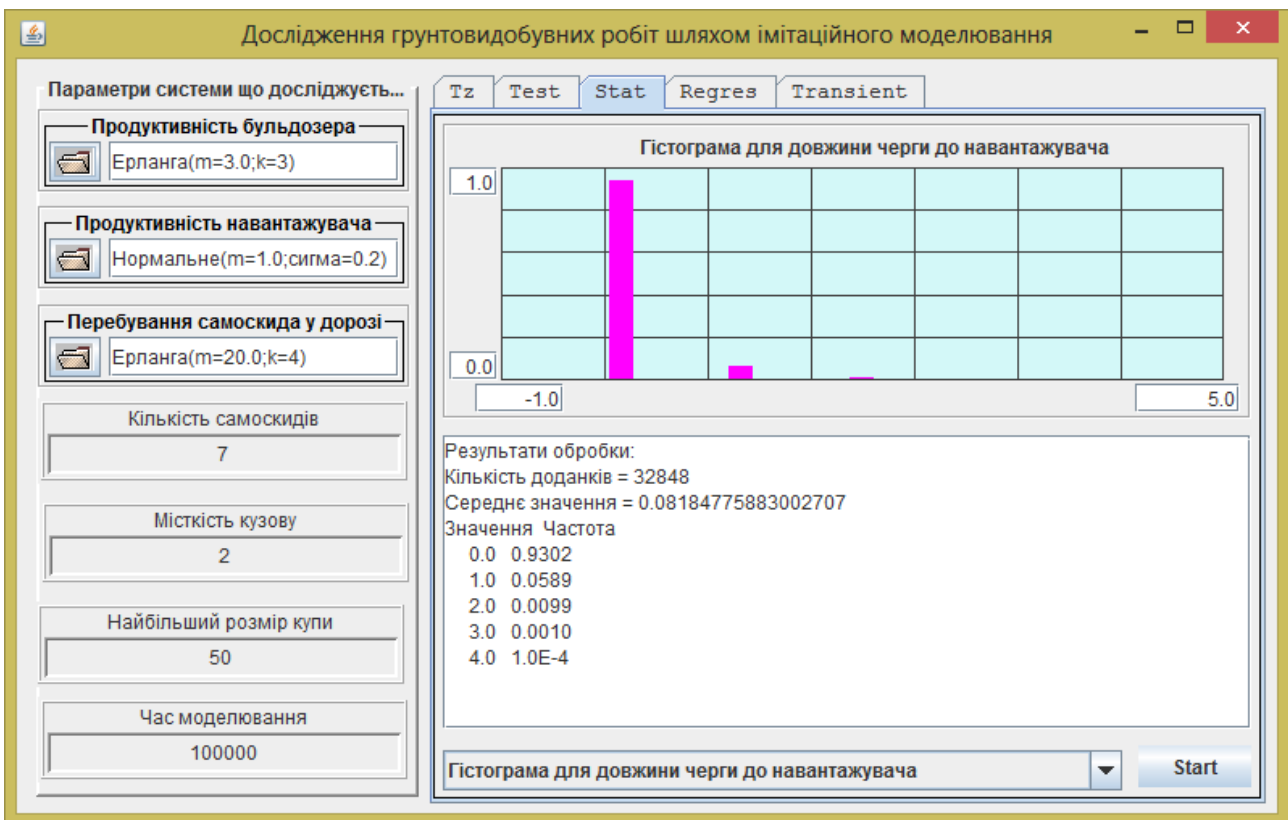 Дослідження грунтовидобувних робіт шляхом імітаційного моделювання
Параметри системи що досліджуєть...
Продуктивність бульдозера
Ерланга(m=3.0;k=3)
Продуктивність навантажувача
Нормальне(m=1.0;сигма=0.2)
Перебування самоскида у дорозі
Ерланга(m=20.0;k=4)
Кількість самоскидів
7
Місткість кузову
2
Найбільший розмір купи
50
Час моделювання
100000
Tz Test Stat Regres Transient
Гістограма для довжини черги до навантажувача
1.0
0.0
-1.0 5.0
Результати обробки:
Кількість доданків = 32848
Середнє значення = 0.08184775883002707
Значення Частота
0.0 0.9302
1.0 0.0589
2.0 0.0099
3.0 0.0010
4.0 1.0E-4
Гістограма для довжини черги до навантажувача
Start